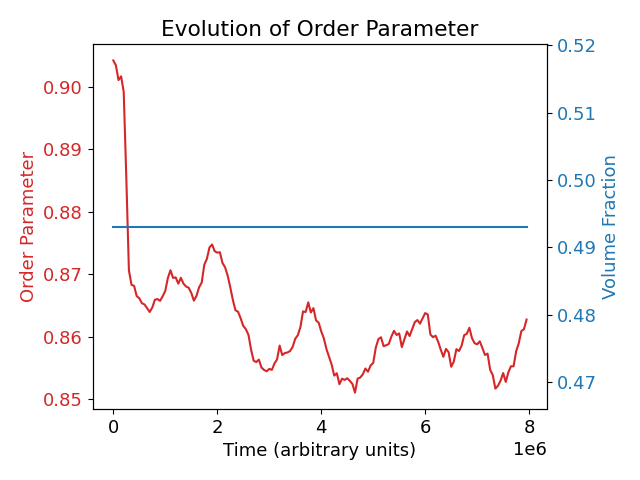 Evolution of Order Parameter
Order Parameter
0.90
0.89
0.88
0.87
0.86
0.85
0.52
0.51
0.50
0.49
0.48
0.47
Volume Fraction
0 2 4 6 8
1e6
Time (arbitrary units)